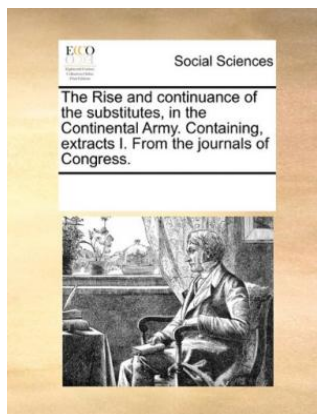 ECCO
Social Sciences
The Rise and continuance of
the substitutes, in the
Continental Army. Containing,
extracts I. From the journals of
Congress.